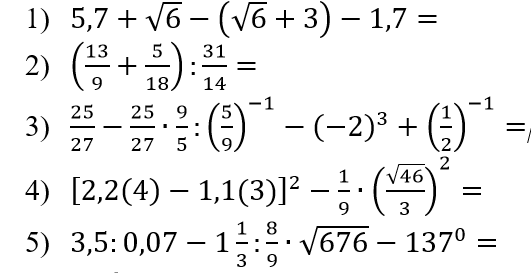 1) 5,7 + √6 − (√6 + 3) − 1,7 =
2) (13/9 + 5/18) : 31/14 =
3) 25/27 − 25/27 · 9/5 : (5/9)⁻¹ − (−2)³ + (1/2)⁻¹ =
4) [2,2(4) − 1,1(3)]² − 1/9 · (√46/3)² =
5) 3,5: 0,07 − 1 1/3 : 8/9 · √676 − 137⁰ =